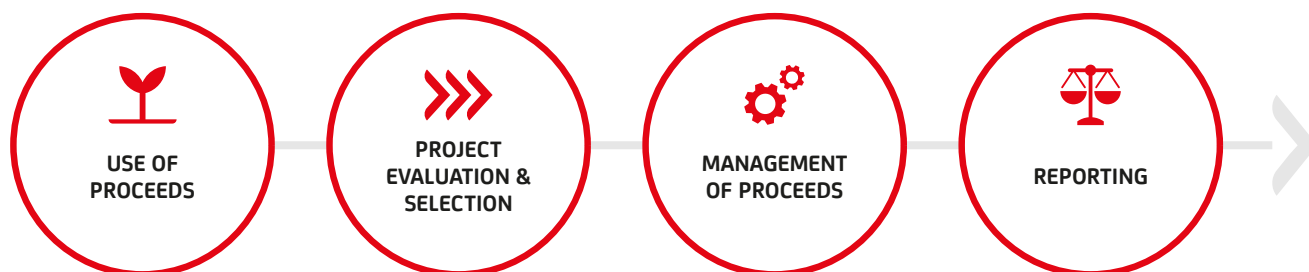 USE OF
PROCEEDS
PROJECT
EVALUATION &
SELECTION
MANAGEMENT
OF PROCEEDS
REPORTING